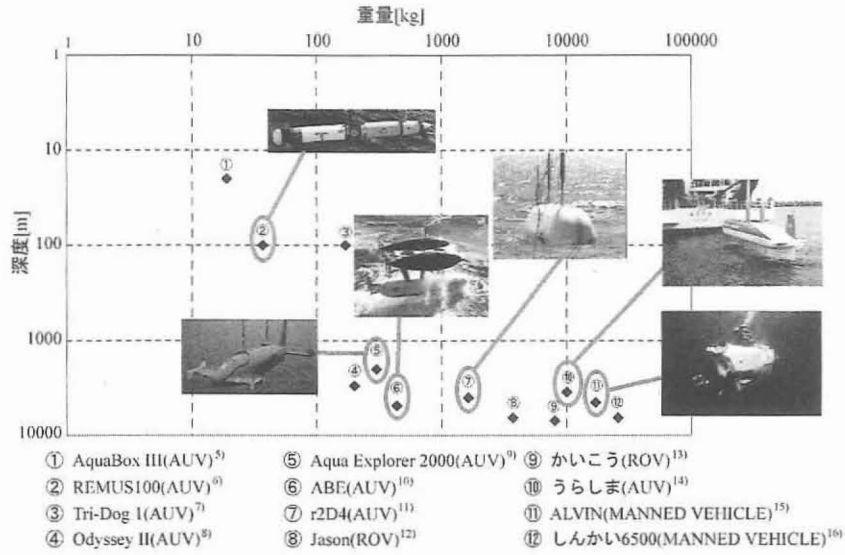 重量[kg]
1 10 100 1000 10000 100000
1
10
100
1000
10000
深度[m]
①
②
③
④
⑤
⑥
⑦
⑧
⑨
⑩
⑪
⑫
① AquaBox III(AUV)5)
② REMUS100(AUV)6)
③ Tri-Dog 1(AUV)7)
④ Odyssey II(AUV)8)
⑤ Aqua Explorer 2000(AUV)9)
⑥ ABE(AUV)10)
⑦ r2D4(AUV)11)
⑧ Jason(ROV)12)
⑨ かいこう(ROV)13)
⑩ うらしま(AUV)14)
⑪ ALVIN(MANNED VEHICLE)15)
⑫ しんかい6500(MANNED VEHICLE)16)